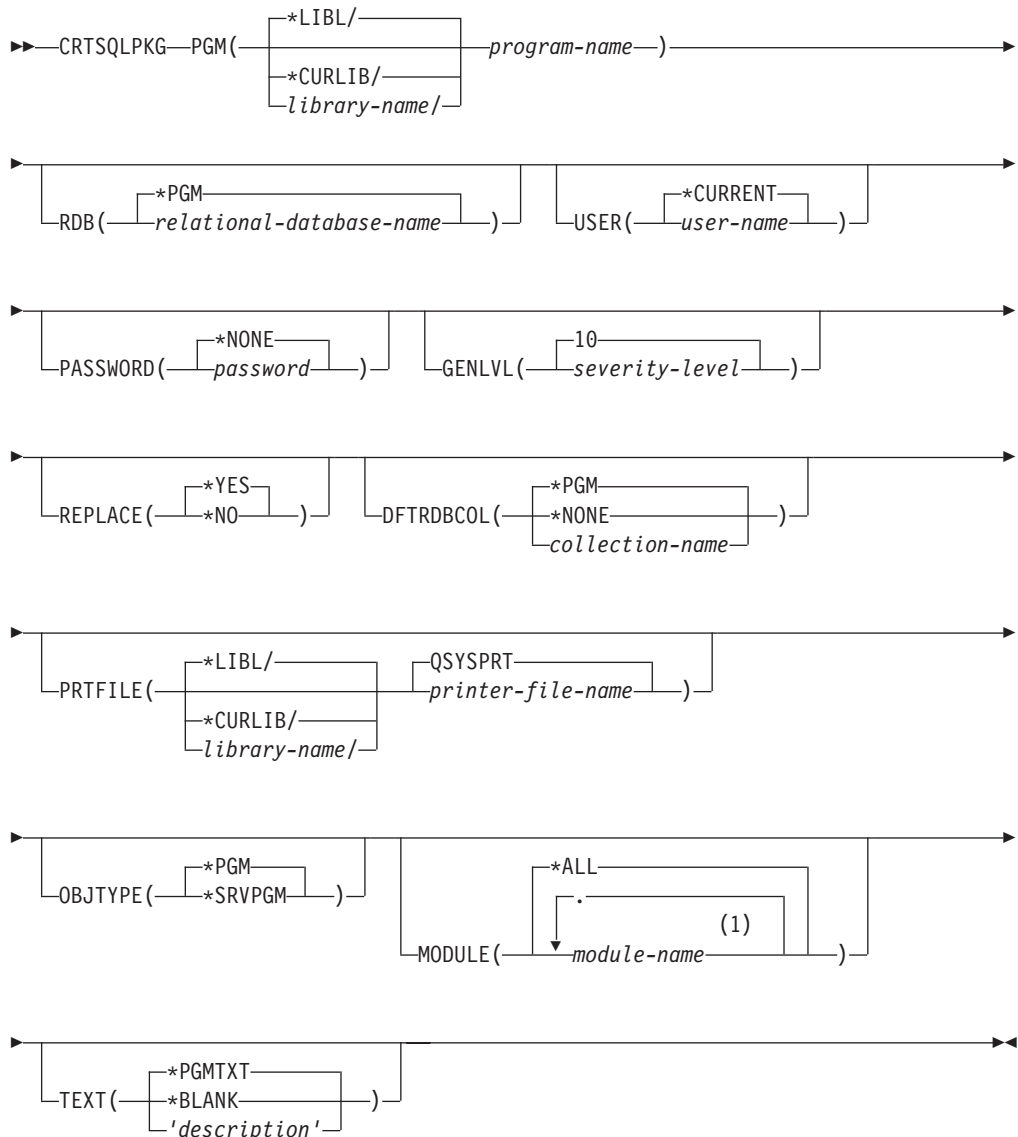 *LIBL/
CRTSQLPKG PGM( program-name )
*CURLIB/
library-name/
*PGM *CURRENT
RDB( relational-database-name ) USER( user-name )
*NONE 10
PASSWORD( password ) GENLVL( severity-level )
*YES *PGM
REPLACE( *NO ) DFTRDBCOL( *NONE )
collection-name
*LIBL/ QSYSPRT
PRTFILE( printer-file-name )
*CURLIB/
library-name/
*PGM *ALL
OBJTYPE( *SRVPGM ) .
(1)
MODULE( module-name )
*PGMTXT
TEXT( *BLANK )
'description'